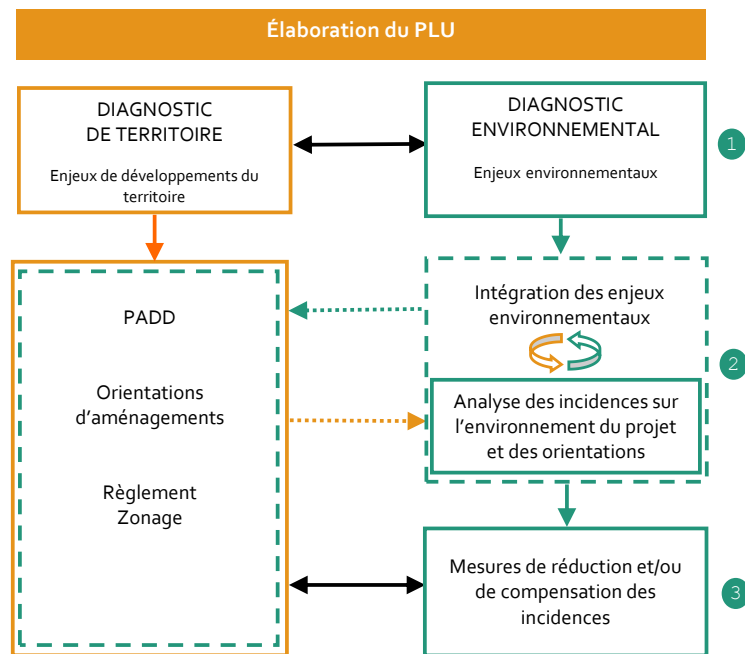 Élaboration du PLU
DIAGNOSTIC
DE TERRITOIRE
Enjeux de développements du
territoire
DIAGNOSTIC
ENVIRONNEMENTAL
Enjeux environnementaux
1
PADD
Orientations
d'aménagements
Règlement
Zonage
Intégration des enjeux
environnementaux
Analyse des incidences sur
l'environnement du projet
et des orientations
2
Mesures de réduction et/ou
de compensation des
incidences
3